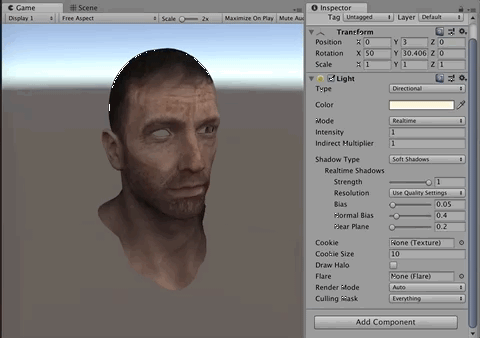 Game
Scene
Display 1
Free Aspect
Scale
2x
Maximize On Play
Mute Au
Inspector
Tag Untagged Layer Default
Transform
Position X 0 Y 3 Z 0
Rotation X 50 Y 30.406 Z 0
Scale X 1 Y 1 Z 1
Light
Type Directional
Color
Mode Realtime
Intensity 1
Indirect Multiplier 1
Shadow Type Soft Shadows
Realtime Shadows
Strength 1
Resolution Use Quality Settings
Bias 0.05
Normal Bias 0.4
Near Plane 0.2
Cookie None (Texture)
Cookie Size 10
Draw Halo
Flare None (Flare)
Render Mode Auto
Culling Mask Everything
Add Component